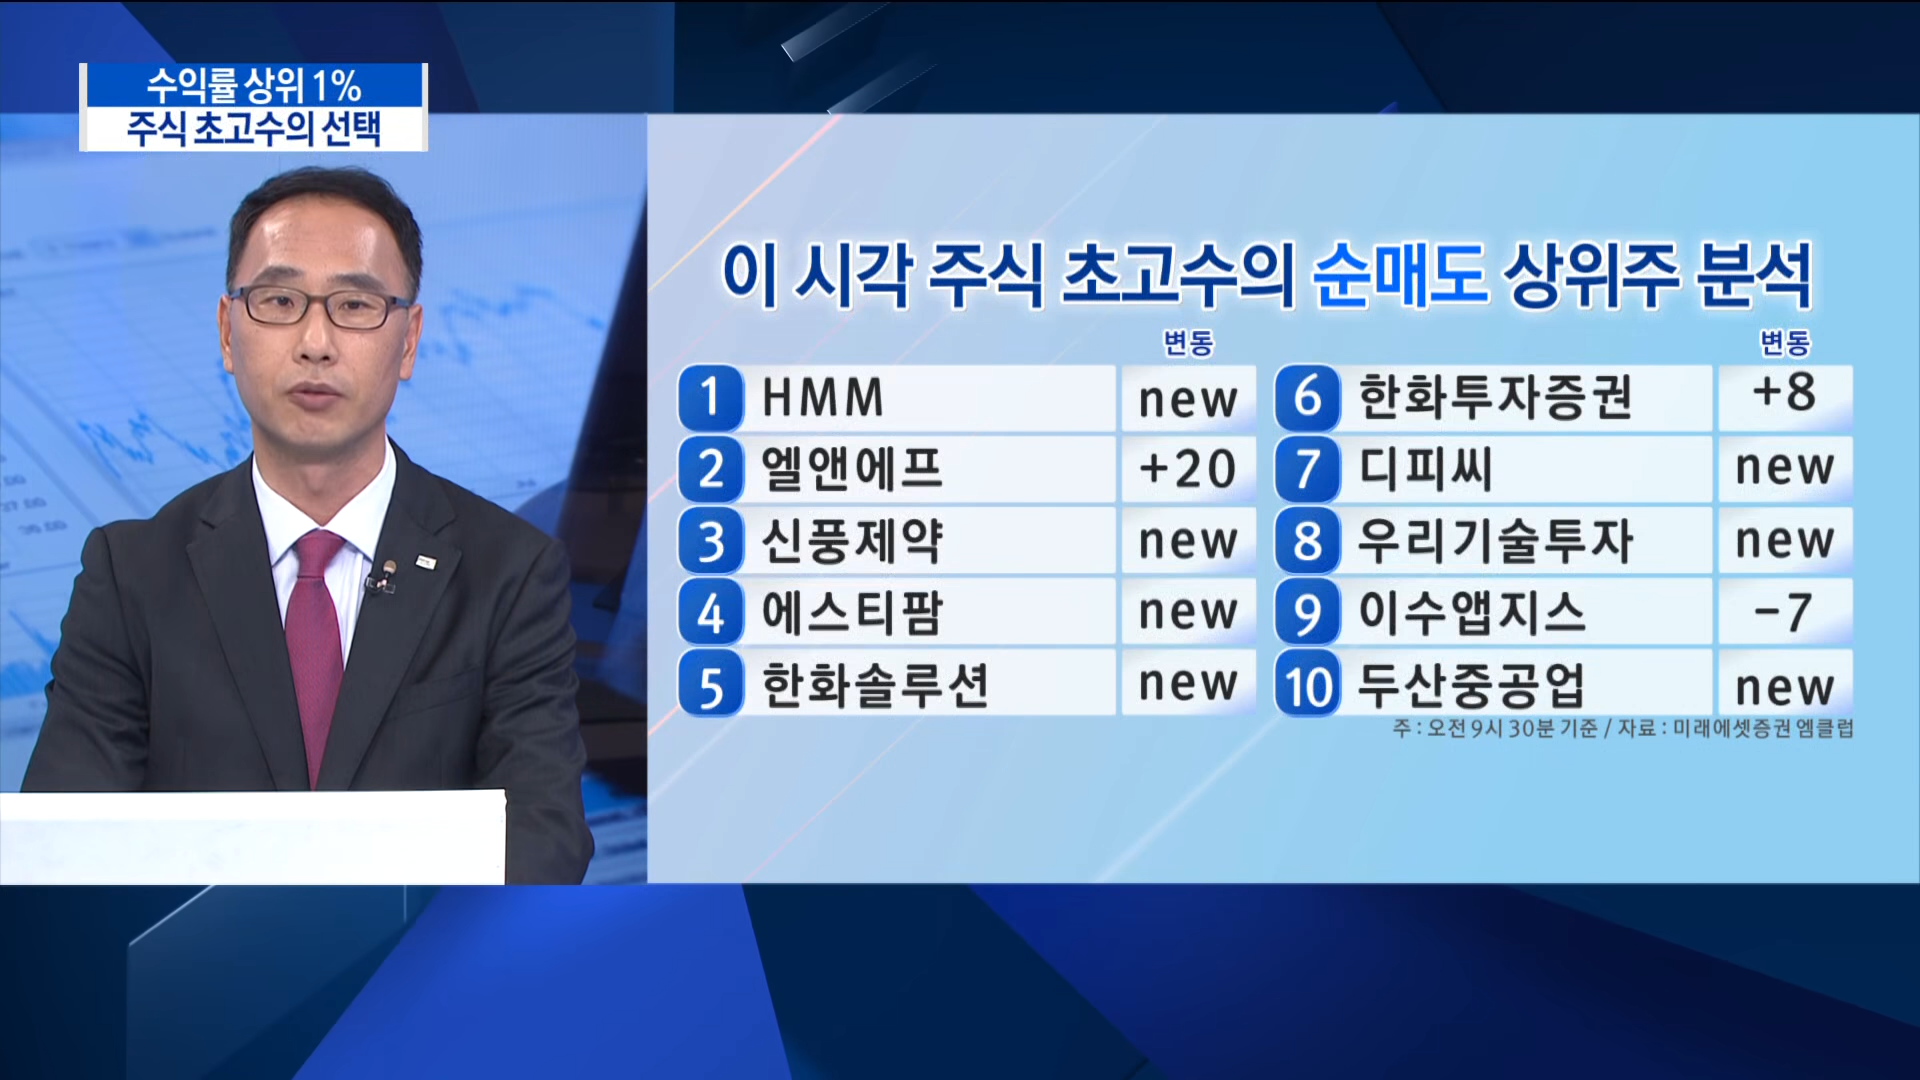 수익률 상위 1%
주식 초고수의 선택
이 시각 주식 초고수의 순매도 상위주 분석
변동
1 HMM new
2 엘앤에프 +20
3 신풍제약 new
4 에스티팜 new
5 한화솔루션 new
변동
6 한화투자증권 +8
7 디피씨 new
8 우리기술투자 new
9 이수앱지스 -7
10 두산중공업 new
주 : 오전 9시 30분 기준 / 자료 : 미래에셋증권 엠클럽